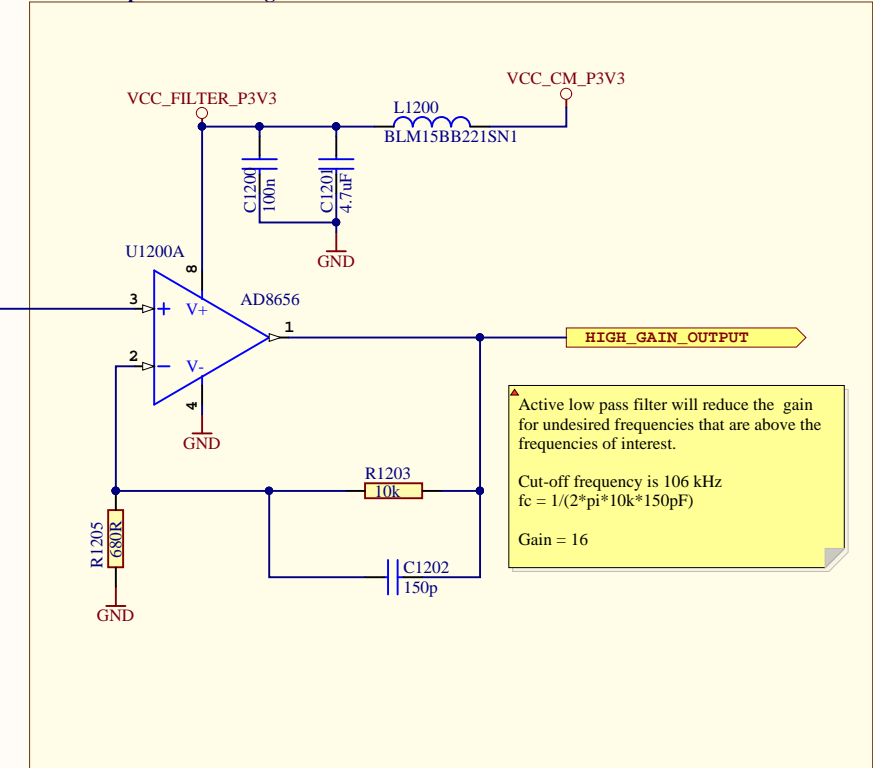 VCC_CM_P3V3
VCC_FILTER_P3V3
L1200
BLM15BB221SN1
C1200
100n
C1201
4.7uF
GND
U1200A
8
AD8656
3
+
V+
1
HIGH_GAIN_OUTPUT
2
−
V-
4
GND
Active low pass filter will reduce the gain
for undesired frequencies that are above the
frequencies of interest.
Cut-off frequency is 106 kHz
fc = 1/(2*pi*10k*150pF)
Gain = 16
R1203
10k
R1205
680R
C1202
150p
GND